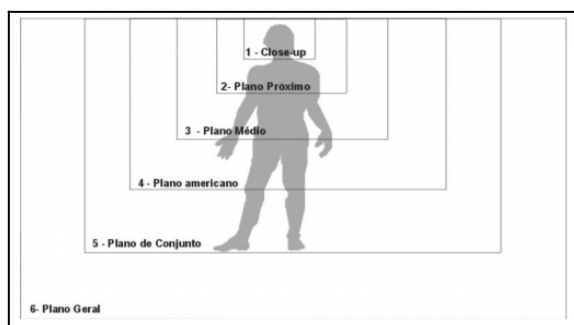 1 - Close-up
2- Plano Próximo
3 - Plano Médio
4 - Plano americano
5 - Plano de Conjunto
6- Plano Geral